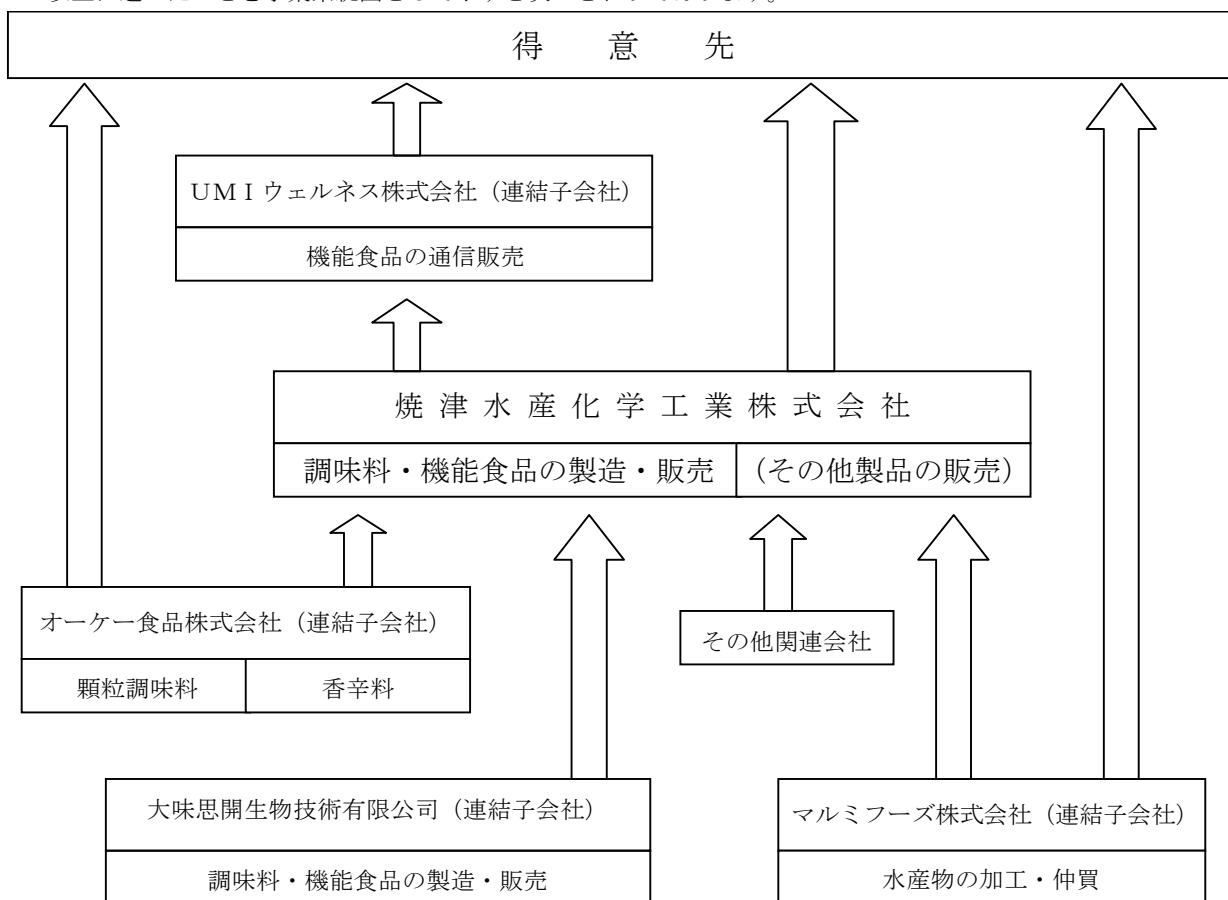 得意先
UMIウェルネス株式会社（連結子会社）
機能食品の通信販売
焼津水産化学工業株式会社
調味料・機能食品の製造・販売
（その他製品の販売）
オーケー食品株式会社（連結子会社）
顆粒調味料
香辛料
その他関連会社
大味思開生物技術有限公司（連結子会社）
調味料・機能食品の製造・販売
マルミフーズ株式会社（連結子会社）
水産物の加工・仲買